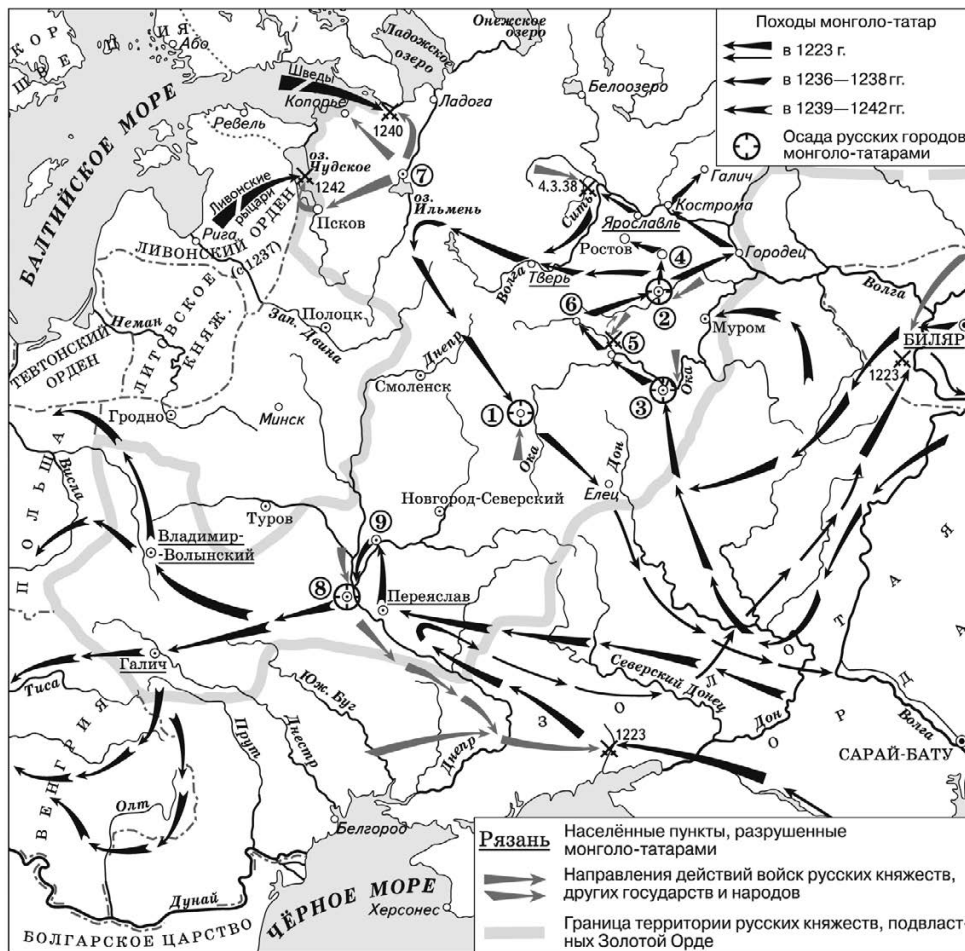 Походы монголо-татар
в 1223 г.
в 1236—1238 гг.
в 1239—1242 гг.
Осада русских городов
монголо-татарами
КОР
ШВЕ
ЦИЯ
Або
Ладожское
озеро
Онежское
озеро
Шведы
Копорье
Ладога
1240
Белоозеро
Ревель
БАЛТИЙСКОЕ МОРЕ
оз.
Чудское
1242
7
Ливонские
рыцари
Псков
оз.
Ильмень
ЛИВОНСКИЙ ОРДЕН
(с 1237)
Рига
4.3.38
Сить
Галич
Кострома
Ярославль
Ростов
4
Городец
Волга
Тверь
Волга
2
6
5
Муром
БИЛЯР
1223
Ока
3
ЛИТОВСКОЕ
КНЯЖ.
Неман
ТЕВТОНСКИЙ
ОРДЕН
Зап. Двина
Полоцк
Днепр
Смоленск
Гродно
Минск
1
Ока
Дон
Елец
ПОЛЬША
Висла
Новгород-Северский
Туров
Владимир-
Волынский
9
8
Переяслав
Галич
Тиса
Юж. Буг
Северский Донец
Дон
Волга
ЗОЛОТАЯ
ОРДА
САРАЙ-БАТУ
1223
Днепр
Днестр
Прут
ВЕНГРИЯ
Олт
Белгород
Дунай
БОЛГАРСКОЕ ЦАРСТВО
ЧЁРНОЕ МОРЕ
Херсонес
Рязань
Населённые пункты, разрушенные
монголо-татарами
Направления действий войск русских княжеств,
других государств и народов
Граница территории русских княжеств, подвласт-
ных Золотой Орде